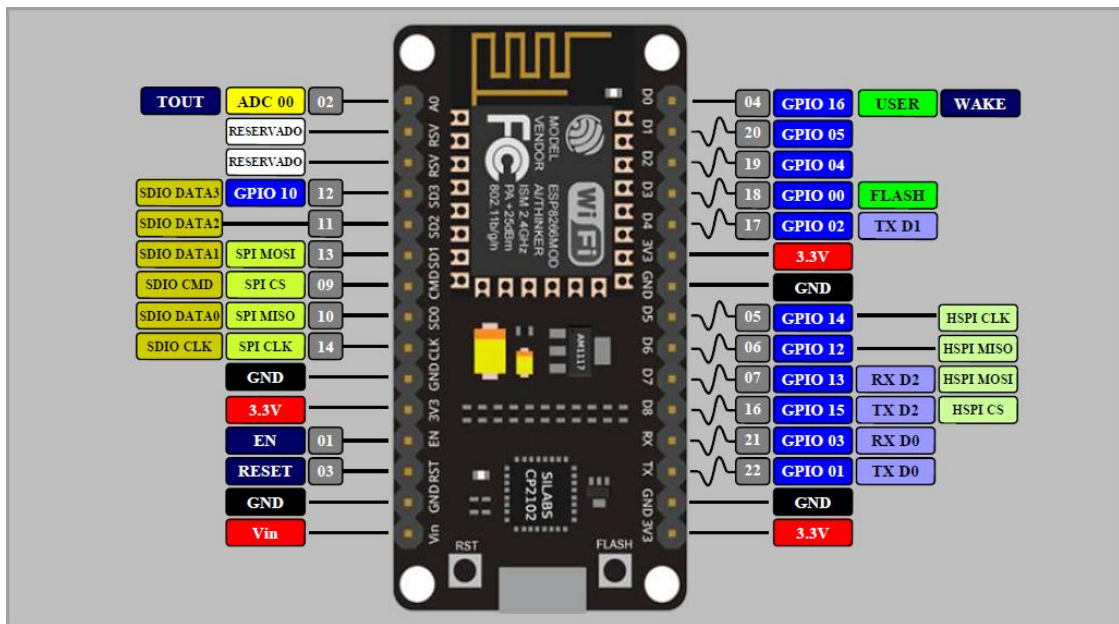 TOUT ADC 00 02 A0
RESERVADO RSV
RESERVADO RSV
SDIO DATA3 GPIO 10 12 SD3
SDIO DATA2 11 SD2
SDIO DATA1 SPI MOSI 13 SD1
SDIO CMD SPI CS 09 CMD
SDIO DATA0 SPI MISO 10 SD0
SDIO CLK SPI CLK 14 CLK
GND GND
3.3V 3V3
EN 01 EN
RESET 03 RST
GND GND
Vin Vin
MODEL
VENDOR
ESP8266MOD
AI/THINKER
ISM 2.4GHz
PA +25dBm
802.11b/g/n
FC
WiFi
AM1117
SILABS
CP2102
RST
FLASH
D0 04 GPIO 16 USER WAKE
D1 20 GPIO 05
D2 19 GPIO 04
D3 18 GPIO 00 FLASH
D4 17 GPIO 02 TX D1
3V3 3.3V
GND GND
D5 05 GPIO 14 HSPI CLK
D6 06 GPIO 12 HSPI MISO
D7 07 GPIO 13 RX D2 HSPI MOSI
D8 16 GPIO 15 TX D2 HSPI CS
RX 21 GPIO 03 RX D0
TX 22 GPIO 01 TX D0
GND GND
3V3 3.3V